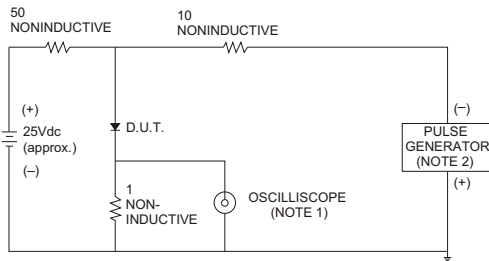 50
NONINDUCTIVE
10
NONINDUCTIVE
(+)
25Vdc
(approx.)
(–)
D.U.T.
1
NON-
INDUCTIVE
OSCILLISCOPE
(NOTE 1)
(–)
PULSE
GENERATOR
(NOTE 2)
(+)